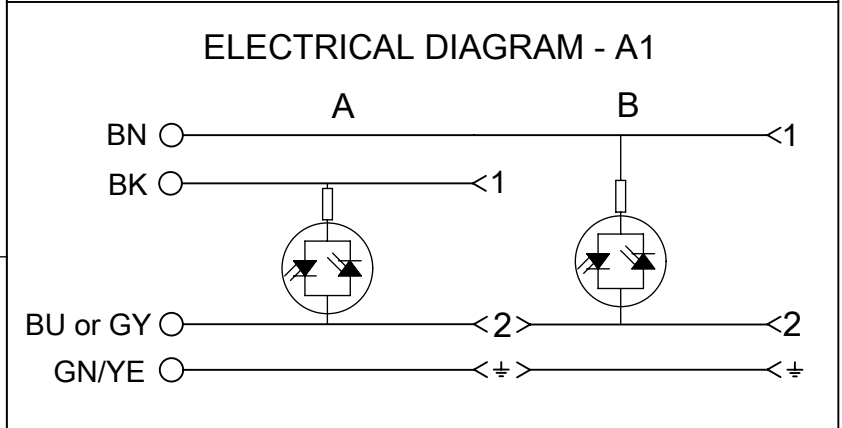 ELECTRICAL DIAGRAM - A1
A B
BN 1
BK 1
BU or GY 2 2
GN/YE